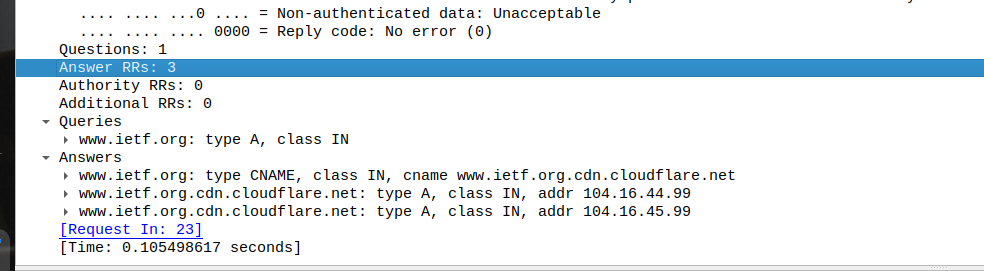 .... .... ...0 .... = Non-authenticated data: Unacceptable
.... .... .... 0000 = Reply code: No error (0)
Questions: 1
Answer RRs: 3
Authority RRs: 0
Additional RRs: 0
Queries
www.ietf.org: type A, class IN
Answers
www.ietf.org: type CNAME, class IN, cname www.ietf.org.cdn.cloudflare.net
www.ietf.org.cdn.cloudflare.net: type A, class IN, addr 104.16.44.99
www.ietf.org.cdn.cloudflare.net: type A, class IN, addr 104.16.45.99
[Request In: 23]
[Time: 0.105498617 seconds]